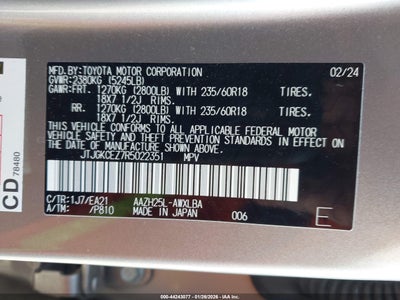 MFD.BY:TOYOTA MOTOR CORPORATION 02/24
GVWR:2380KG (5245LB)
GAWR:FRT. 1270KG (2800LB) WITH 235/60R18 TIRES.
18X7 1/2J RIMS.
RR. 1270KG (2800LB) WITH 235/60R18 TIRES.
18X7 1/2J RIMS.
THIS VEHICLE CONFORMS TO ALL APPLICABLE FEDERAL MOTOR
VEHICLE SAFETY AND THEFT PREVENTION STANDARDS IN EFFECT
ON THE DATE OF MANUFACTURE SHOWN ABOVE.
JTJGKCEZ7R5022351 MPV
C/TR:1J7/EA21 AAZH25L-AWXLBA
A/TM: /P810 MADE IN JAPAN 006 E
CD
78480
000-44243077 — 01/28/2026 — IAA, Inc.